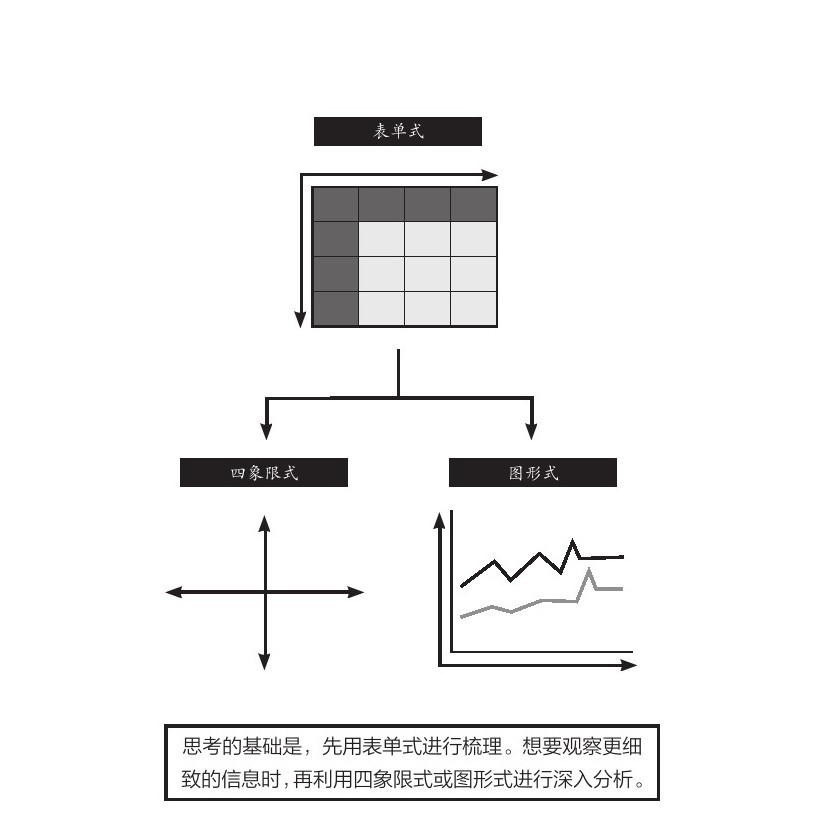 表单式
四象限式
图形式
思考的基础是，先用表单式进行梳理。想要观察更细
致的信息时，再利用四象限式或图形式进行深入分析。